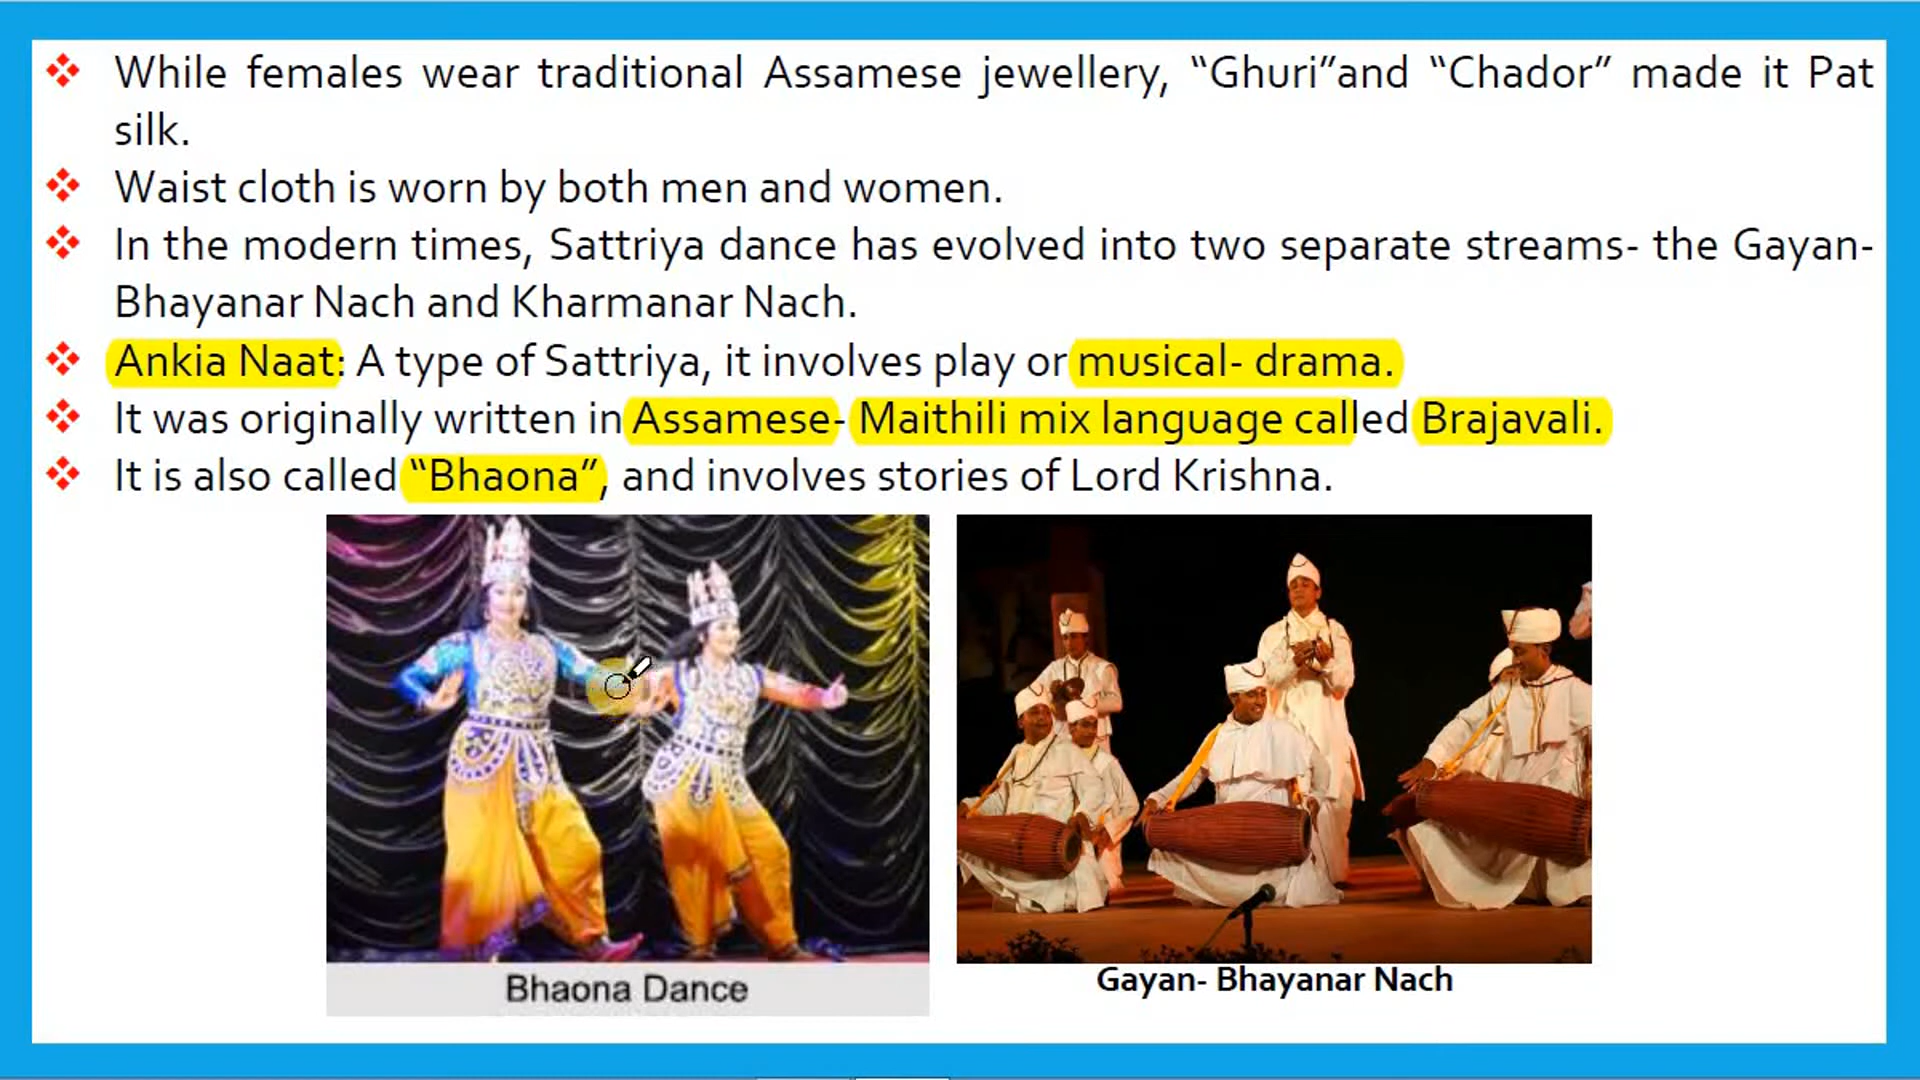 ❖ While females wear traditional Assamese jewellery, “Ghuri”and “Chador” made it Pat
silk.
❖ Waist cloth is worn by both men and women.
❖ In the modern times, Sattriya dance has evolved into two separate streams- the Gayan-
Bhayanar Nach and Kharmanar Nach.
❖ Ankia Naat: A type of Sattriya, it involves play or musical- drama.
❖ It was originally written in Assamese- Maithili mix language called Brajavali.
❖ It is also called “Bhaona”, and involves stories of Lord Krishna.
Bhaona Dance
Gayan- Bhayanar Nach